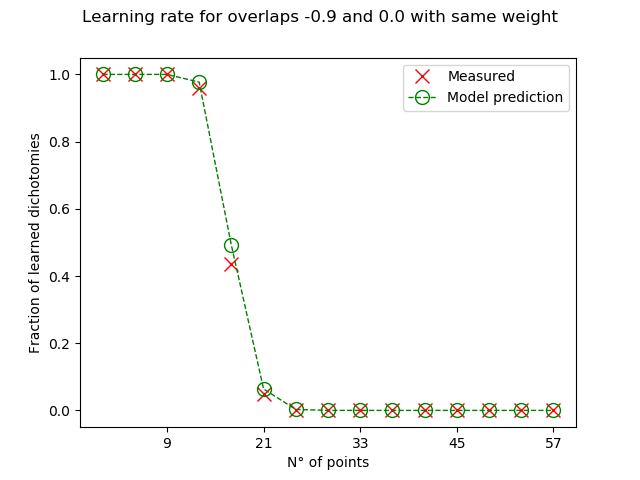 Learning rate for overlaps -0.9 and 0.0 with same weight
Measured
Model prediction
1.0
0.8
0.6
0.4
0.2
0.0
Fraction of learned dichotomies
9 21 33 45 57
N° of points